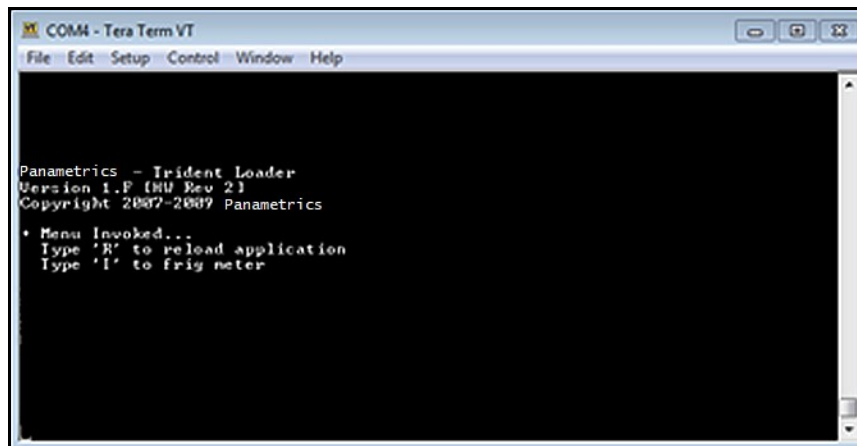 COM4 - Tera Term VT
File Edit Setup Control Window Help
Panametrics - Trident Loader
Version 1.F [HW Rev 2]
Copyright 2007-2009 Panametrics
* Menu Invoked...
Type 'R' to reload application
Type 'I' to frig meter